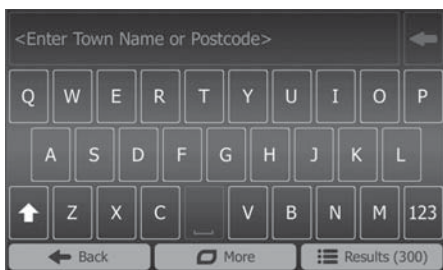 <Enter Town Name or Postcode>
Q W E R T Y U I O P
A S D F G H J K L
Z X C V B N M 123
Back More Results (300)